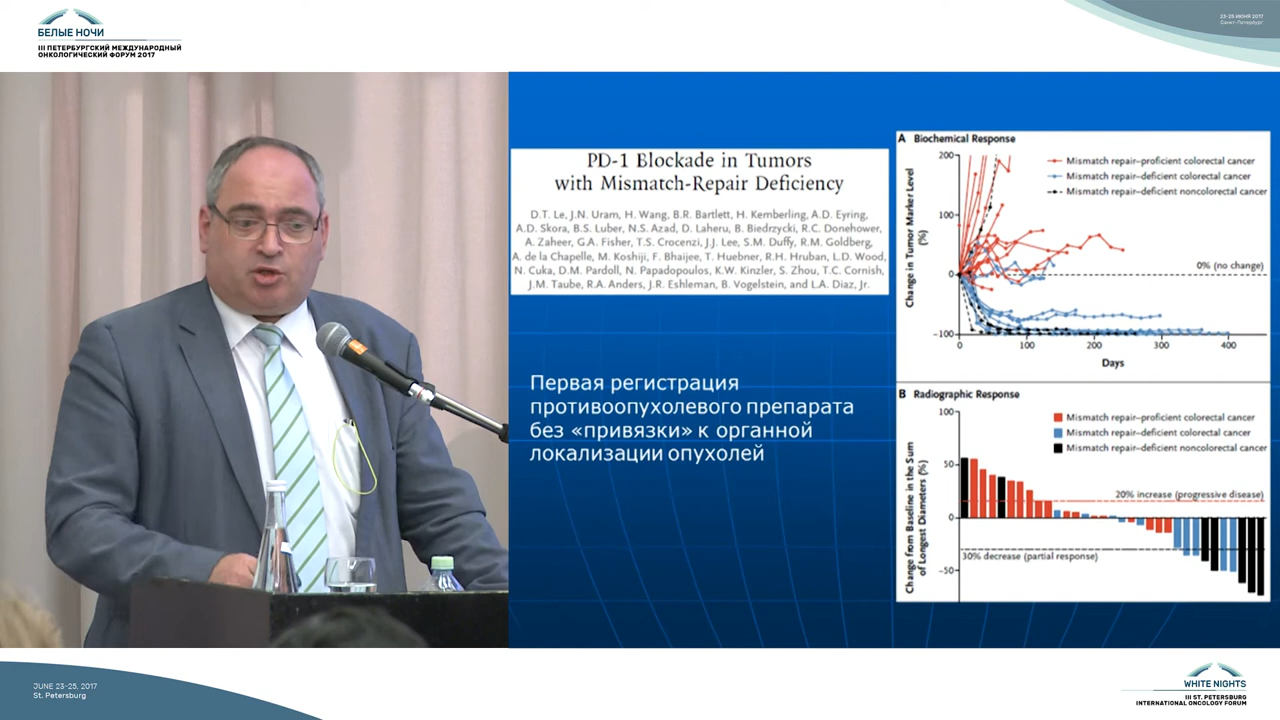 БЕЛЫЕ НОЧИ
III ПЕТЕРБУРГСКИЙ МЕЖДУНАРОДНЫЙ
ОНКОЛОГИЧЕСКИЙ ФОРУМ 2017
23-25 ИЮНЯ 2017
Санкт-Петербург
PD-1 Blockade in Tumors
with Mismatch-Repair Deficiency
D.T. Le, J.N. Uram, H. Wang, B.R. Bartlett, H. Kemberling, A.D. Eyring,
A.D. Skora, B.S. Luber, N.S. Azad, D. Laheru, B. Biedrzycki, R.C. Donehower,
A. Zaheer, G.A. Fisher, T.S. Crocenzi, J.J. Lee, S.M. Duffy, R.M. Goldberg,
A. de la Chapelle, M. Koshiji, F. Bhaijee, T. Huebner, R.H. Hruban, L.D. Wood,
N. Cuka, D.M. Pardoll, N. Papadopoulos, K.W. Kinzler, S. Zhou, T.C. Cornish,
J.M. Taube, R.A. Anders, J.R. Eshleman, B. Vogelstein, and L.A. Diaz, Jr.
Первая регистрация
противоопухолевого препарата
без «привязки» к органной
локализации опухолей
A Biochemical Response
Mismatch repair–proficient colorectal cancer
Mismatch repair–deficient colorectal cancer
Mismatch repair–deficient noncolorectal cancer
Change in Tumor Marker Level
(%)
200
100
0
−100
0% (no change)
0 100 200 300 400
Days
B Radiographic Response
Mismatch repair–proficient colorectal cancer
Mismatch repair–deficient colorectal cancer
Mismatch repair–deficient noncolorectal cancer
Change from Baseline in the Sum
of Longest Diameters (%)
100
50
0
−50
20% increase (progressive disease)
30% decrease (partial response)
JUNE 23-25, 2017
St. Petersburg
WHITE NIGHTS
III ST. PETERSBURG
INTERNATIONAL ONCOLOGY FORUM